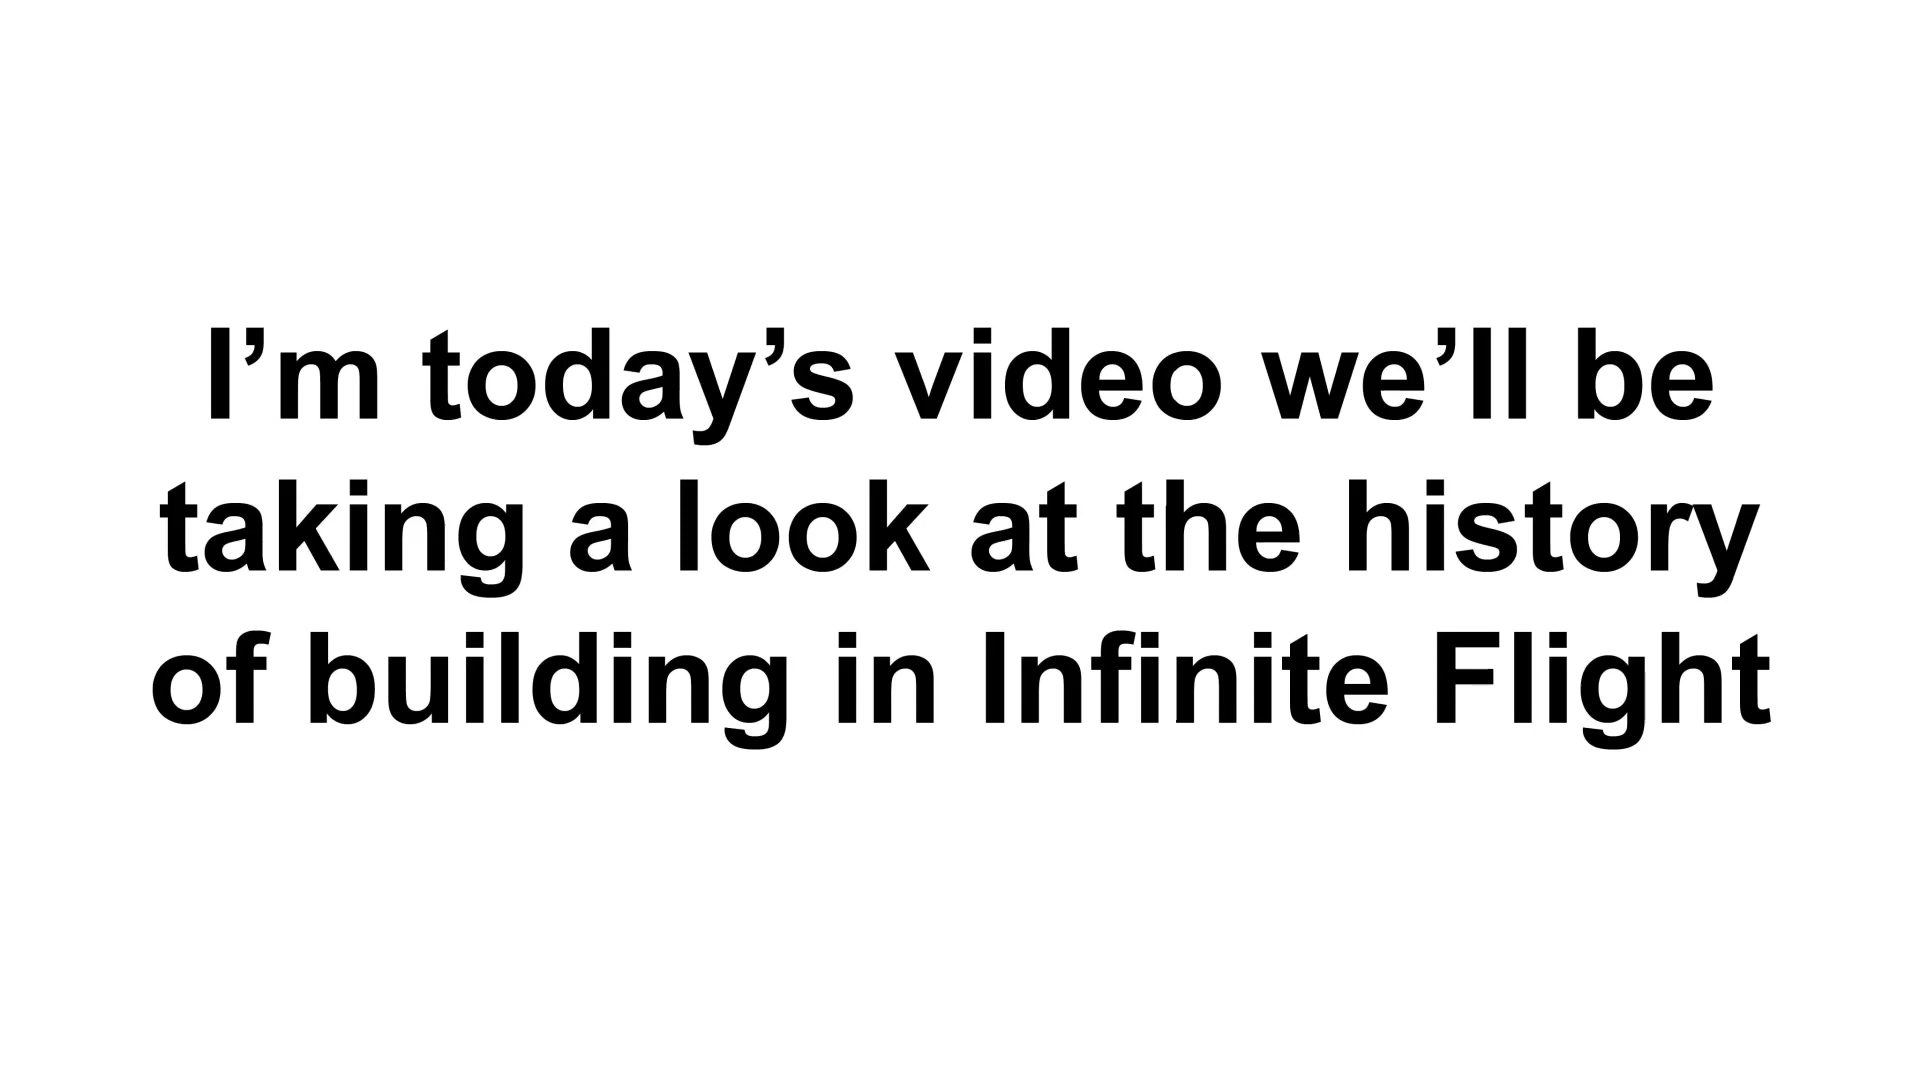 I’m today’s video we’ll be
taking a look at the history
of building in Infinite Flight